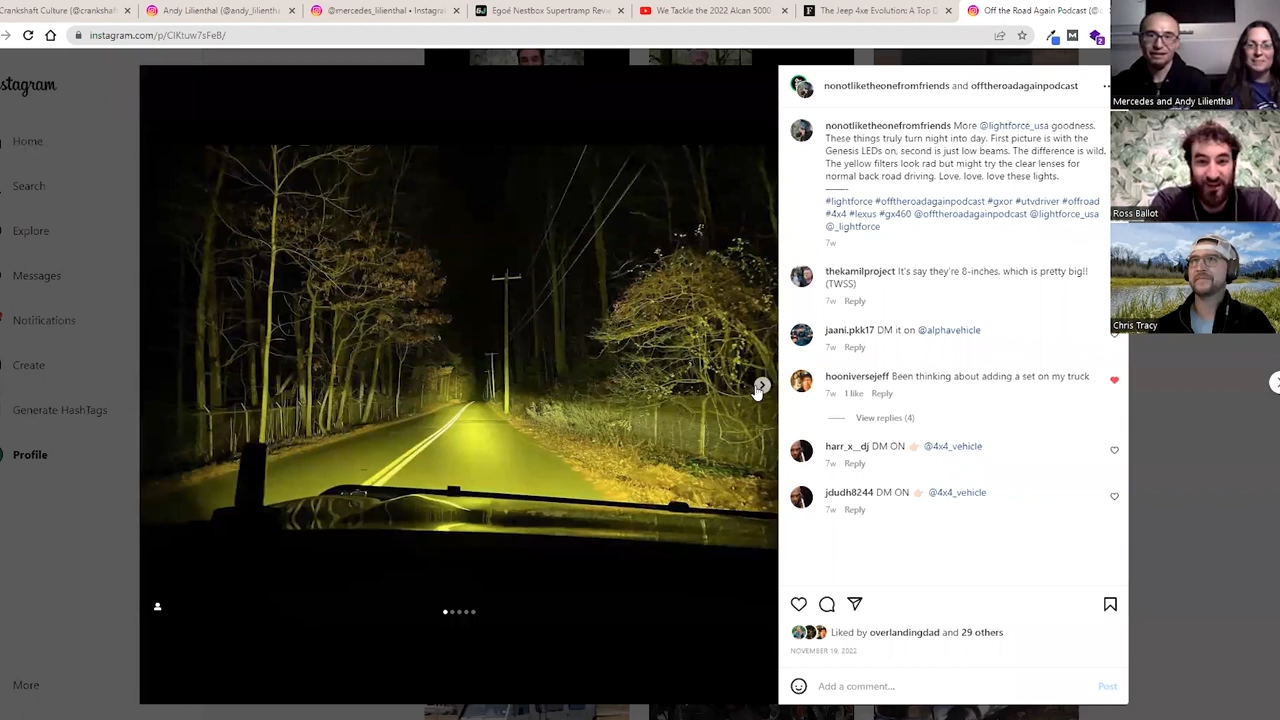 Crankshaft Culture [@crankshaft
Andy Lilienthal (@andy_lilienth
@mercedes_lilienthal • Instagra
Egoé Nestbox Supertramp Revie
We Tackle the 2022 Alcan 5000
The Jeep 4xe Evolution: A Top D
Off the Road Again Podcast (@o
instagram.com/p/ClKtuw7sFeB/
stagram
Home
Search
Explore
Messages
Notifications
Create
Generate HashTags
Profile
More
nonotliketheonefromfriends and offtheroadagainpodcast
nonotliketheonefromfriends More @lightforce_usa goodness.
These things truly turn night into day. First picture is with the
Genesis LEDs on, second is just low beams. The difference is wild.
The yellow filters look rad but might try the clear lenses for
normal back road driving. Love, love, love these lights.
#lightforce #offtheroadagainpodcast #gxor #utvdriver #offroad
#4x4 #lexus #gx460 @offtheroadagainpodcast @lightforce_usa
@_lightforce
7w
thekamilproject It's say they're 8-inches, which is pretty big!!
(TWSS)
7w Reply
jaani.pkk17 DM it on @alphavehicle
7w Reply
hooniversejeff Been thinking about adding a set on my truck
7w 1 like Reply
View replies (4)
harr_x__dj DM ON 👉🏻 @4x4_vehicle
7w Reply
jdudh8244 DM ON 👉🏻 @4x4_vehicle
7w Reply
Liked by overlandingdad and 29 others
NOVEMBER 19, 2022
Add a comment...
Post
Mercedes and Andy Lilienthal
Ross Ballot
Chris Tracy